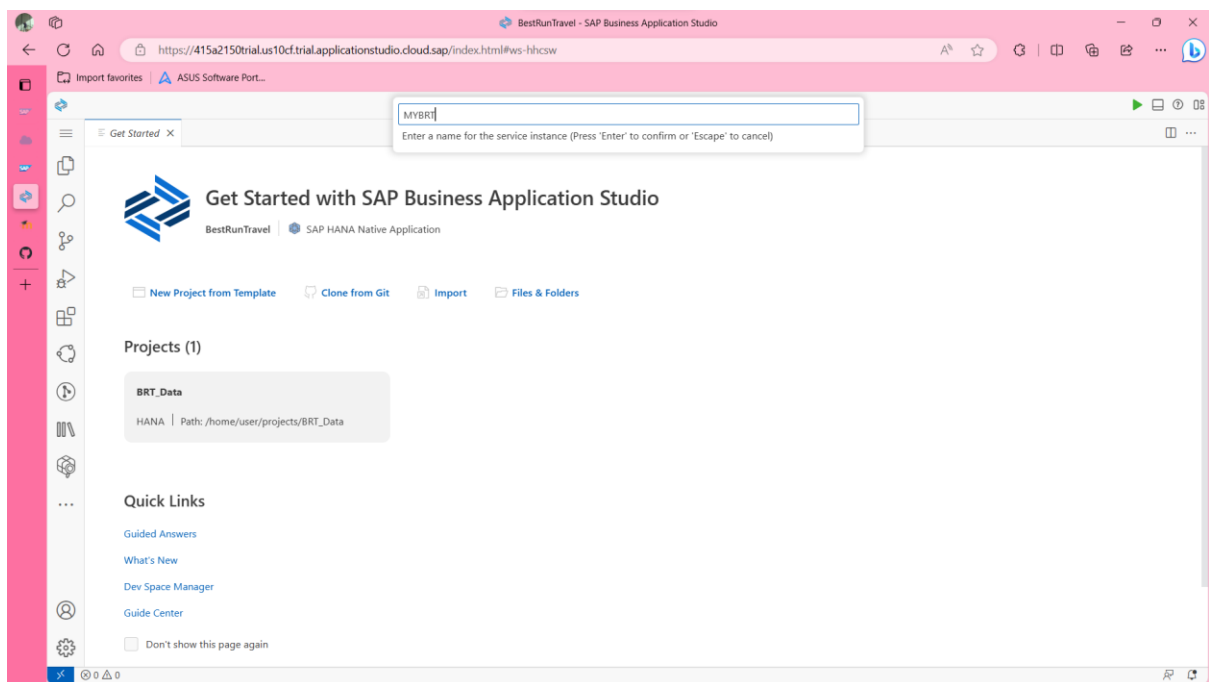 BestRunTravel - SAP Business Application Studio
https://415a2150trial.us10cf.trial.applicationstudio.cloud.sap/index.html#ws-hhcsw
Import favorites
ASUS Software Port...
MYBRT
Enter a name for the service instance (Press 'Enter' to confirm or 'Escape' to cancel)
Get Started
Get Started with SAP Business Application Studio
BestRunTravel SAP HANA Native Application
New Project from Template Clone from Git Import Files & Folders
Projects (1)
BRT_Data
HANA Path: /home/user/projects/BRT_Data
Quick Links
Guided Answers
What's New
Dev Space Manager
Guide Center
Don't show this page again
0 0